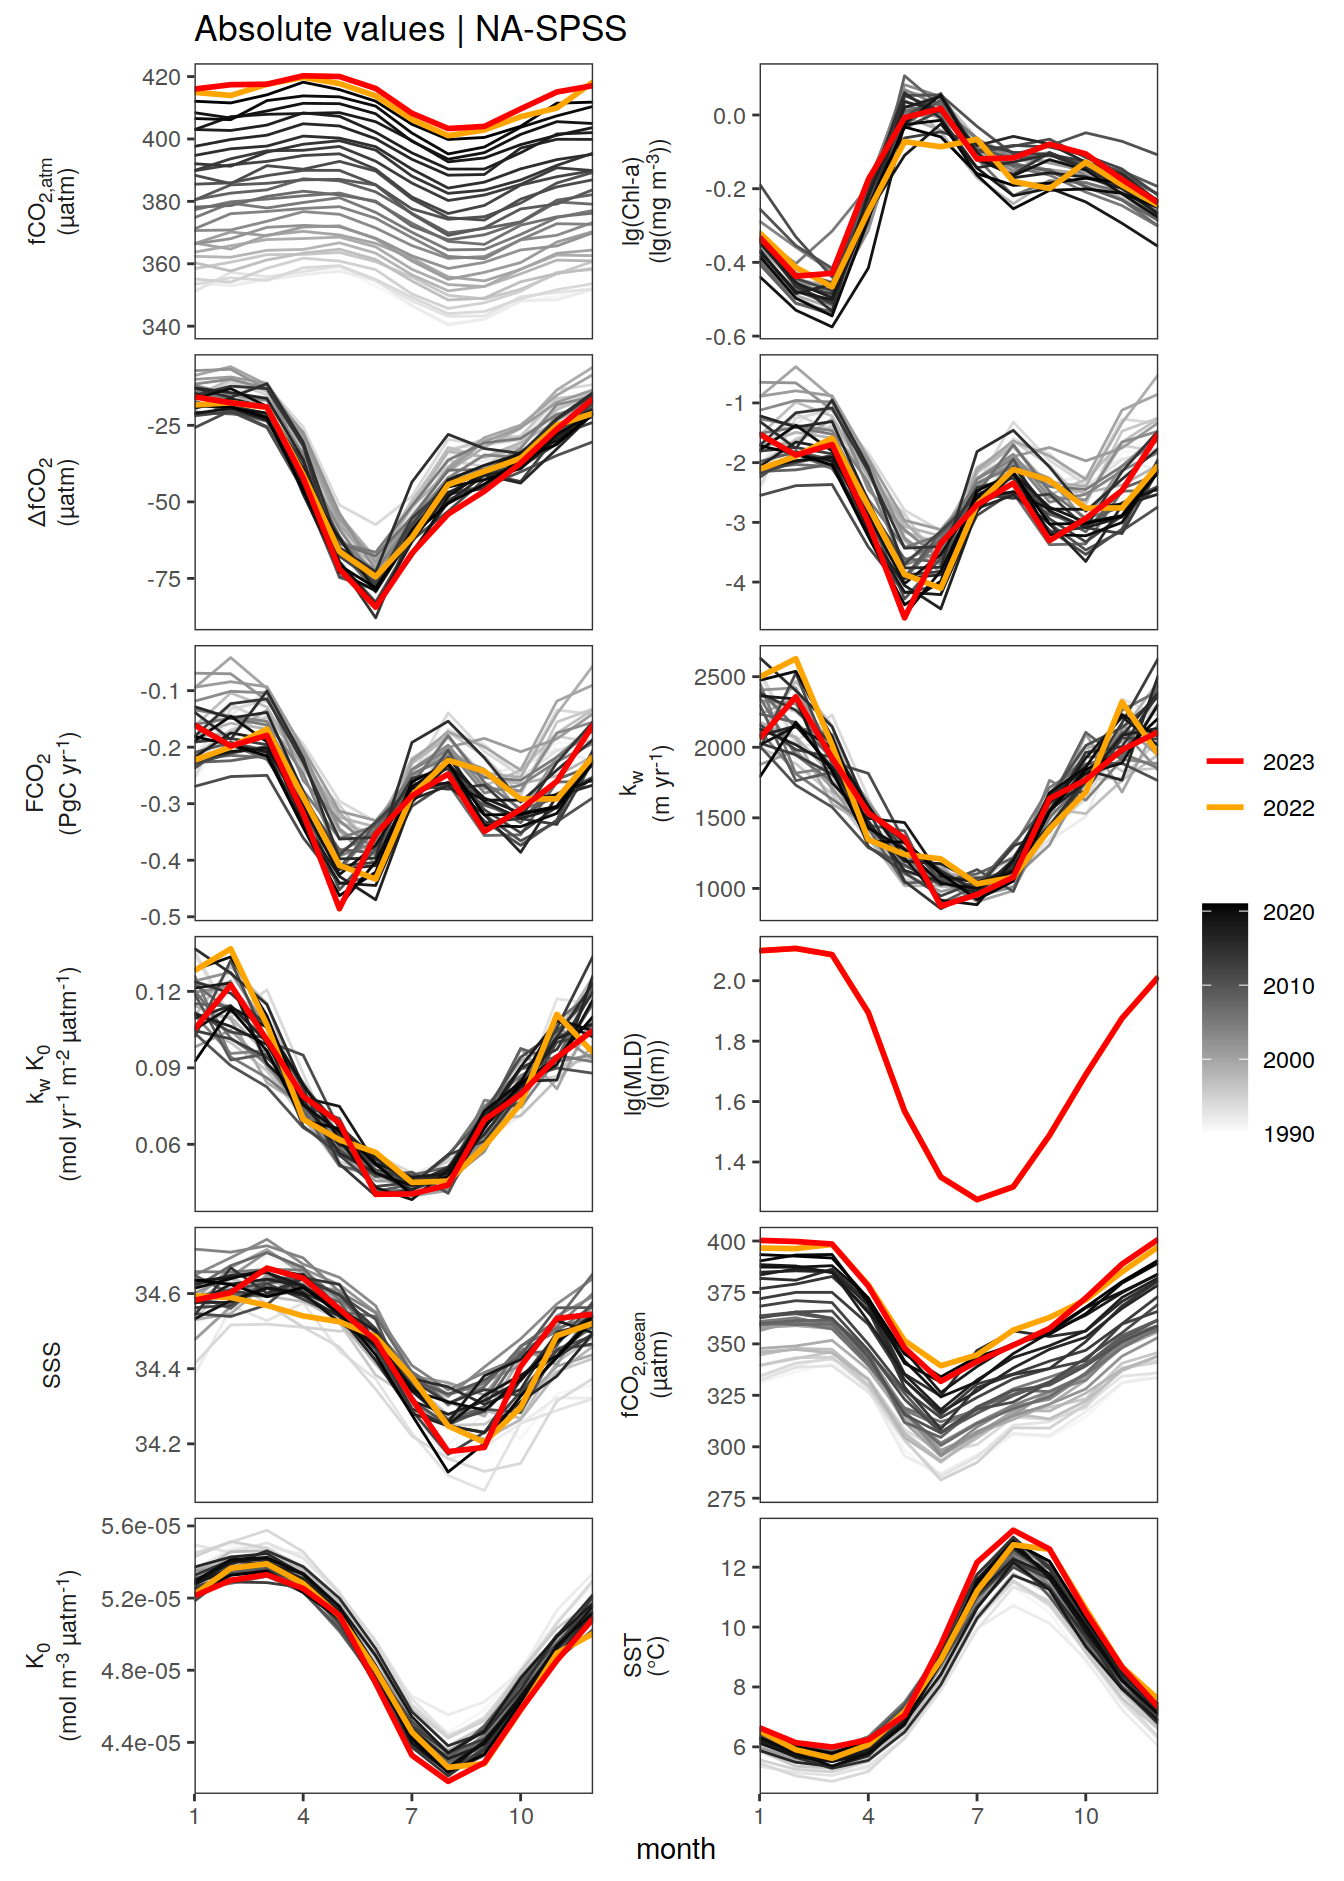 Absolute values | NA-SPSS
fCO2,atm
(µatm)
420
400
380
360
340
lg(Chl-a)
(lg(mg m-3))
0.0
-0.2
-0.4
-0.6
ΔfCO2
(µatm)
-25
-50
-75
-1
-2
-3
-4
FCO2
(PgC yr-1)
-0.1
-0.2
-0.3
-0.4
-0.5
kw
(m yr-1)
2500
2000
1500
1000
kw K0
(mol yr-1 m-2 µatm-1)
0.12
0.09
0.06
lg(MLD)
(lg(m))
2.0
1.8
1.6
1.4
SSS
34.6
34.4
34.2
fCO2,ocean
(µatm)
400
375
350
325
300
275
K0
(mol m-3 µatm-1)
5.6e-05
5.2e-05
4.8e-05
4.4e-05
SST
(°C)
12
10
8
6
1 4 7 10
1 4 7 10
month
2023
2022
2020
2010
2000
1990